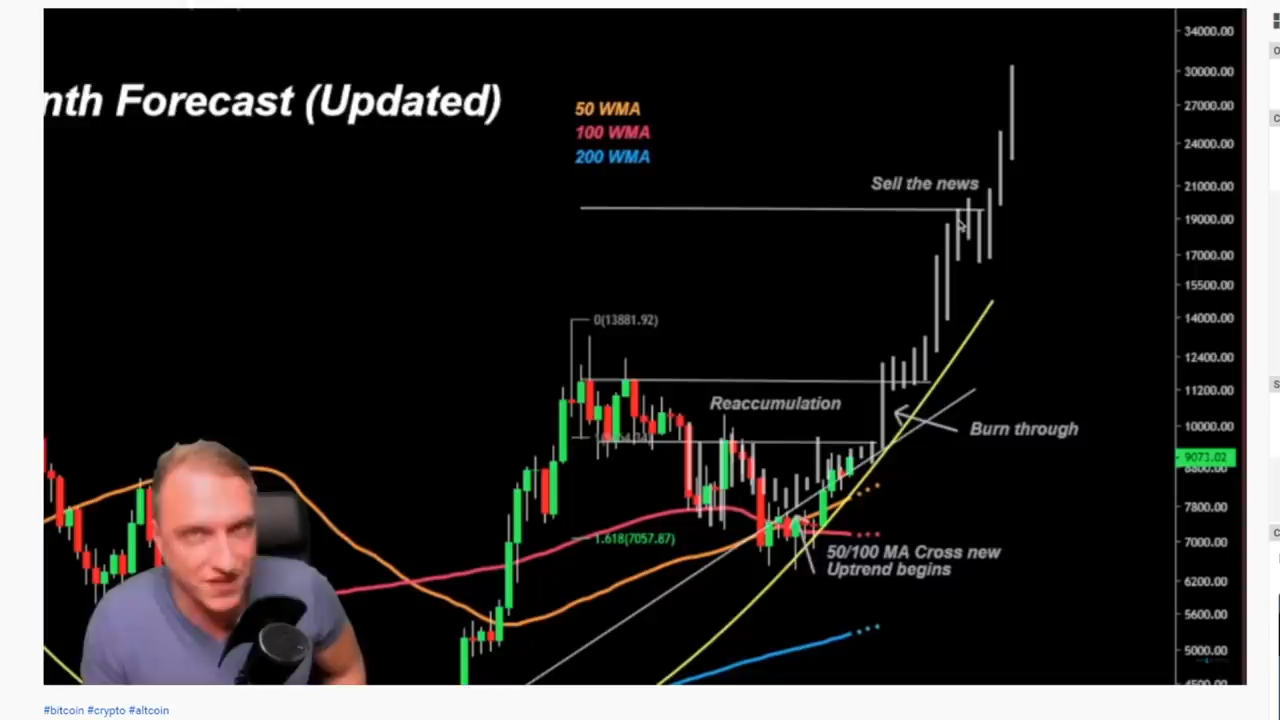 nth Forecast (Updated)
50 WMA
100 WMA
200 WMA
Sell the news
0(13881.92)
Reaccumulation
Burn through
1.618(7057.87)
50/100 MA Cross new
Uptrend begins
34000.00
30000.00
27000.00
24000.00
21000.00
19000.00
17000.00
15500.00
14000.00
12400.00
11200.00
10000.00
9073.02
8800.00
7800.00
7000.00
6200.00
5600.00
5000.00
4500.00
#bitcoin #crypto #altcoin